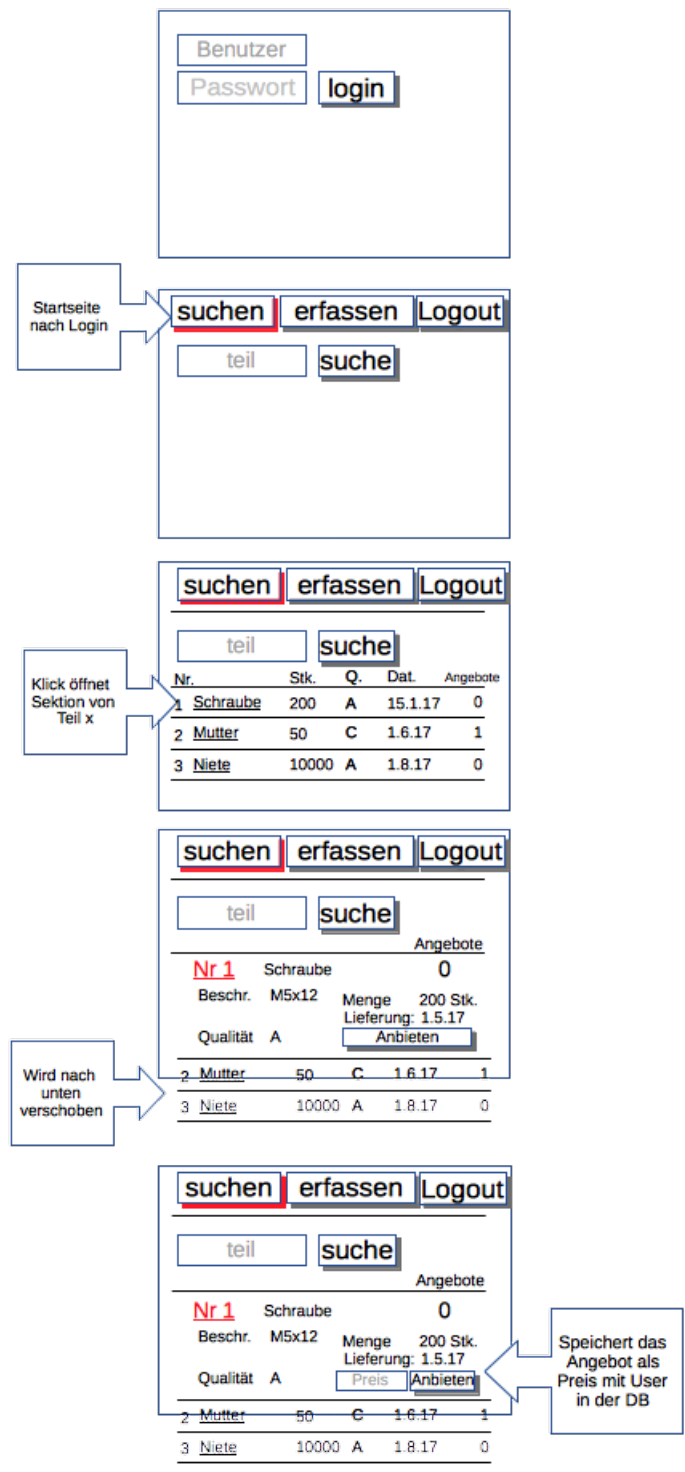 Benutzer
Passwort login
Startseite
nach Login
suchen erfassen Logout
teil suche
suchen erfassen Logout
teil suche
Klick öffnet
Sektion von
Teil x
Nr. Stk. Q. Dat. Angebote
1 Schraube 200 A 15.1.17 0
2 Mutter 50 C 1.6.17 1
3 Niete 10000 A 1.8.17 0
suchen erfassen Logout
teil suche
Angebote
Nr 1 Schraube 0
Beschr. M5x12 Menge 200 Stk.
Lieferung: 1.5.17
Qualität A Anbieten
Wird nach
unten
verschoben
2 Mutter 50 C 1.6.17 1
3 Niete 10000 A 1.8.17 0
suchen erfassen Logout
teil suche
Angebote
Nr 1 Schraube 0
Beschr. M5x12 Menge 200 Stk.
Lieferung: 1.5.17
Qualität A Preis Anbieten
Speichert das
Angebot als
Preis mit User
in der DB
2 Mutter 50 C 1.6.17 1
3 Niete 10000 A 1.8.17 0